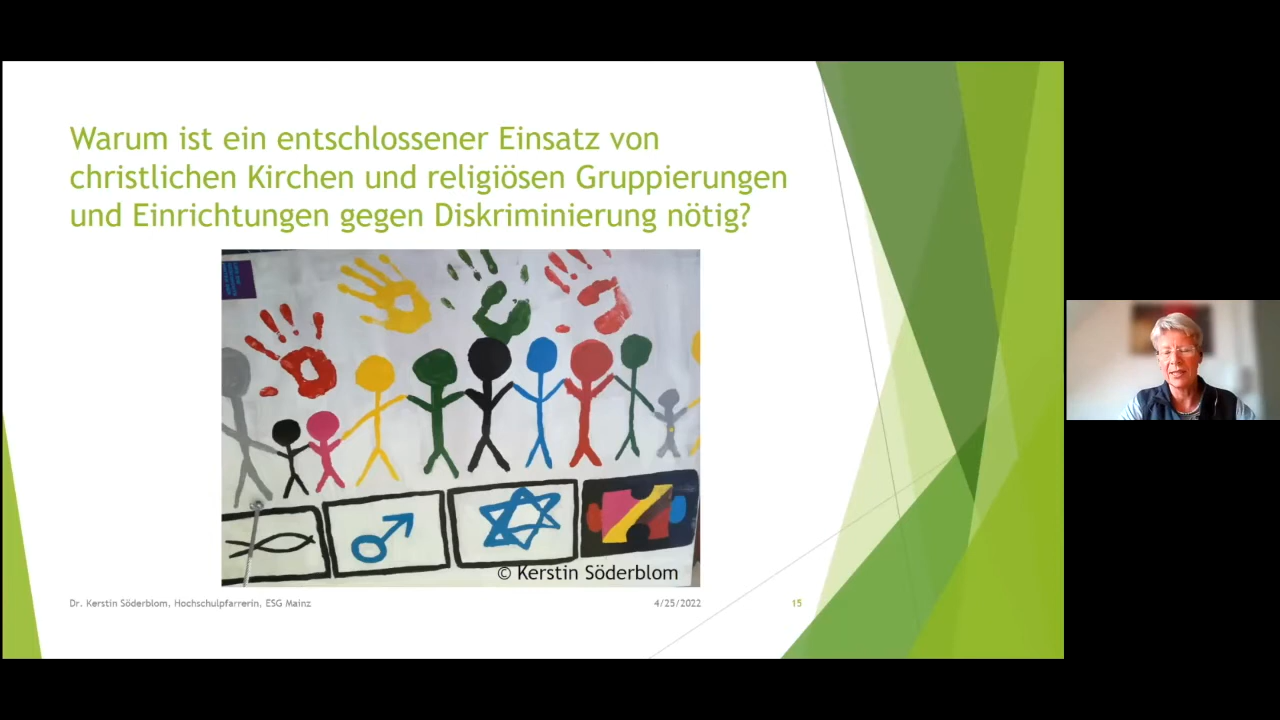 Warum ist ein entschlossener Einsatz von
christlichen Kirchen und religiösen Gruppierungen
und Einrichtungen gegen Diskriminierung nötig?
© Kerstin Söderblom
Dr. Kerstin Söderblom, Hochschulpfarrerin, ESG Mainz
4/25/2022
15